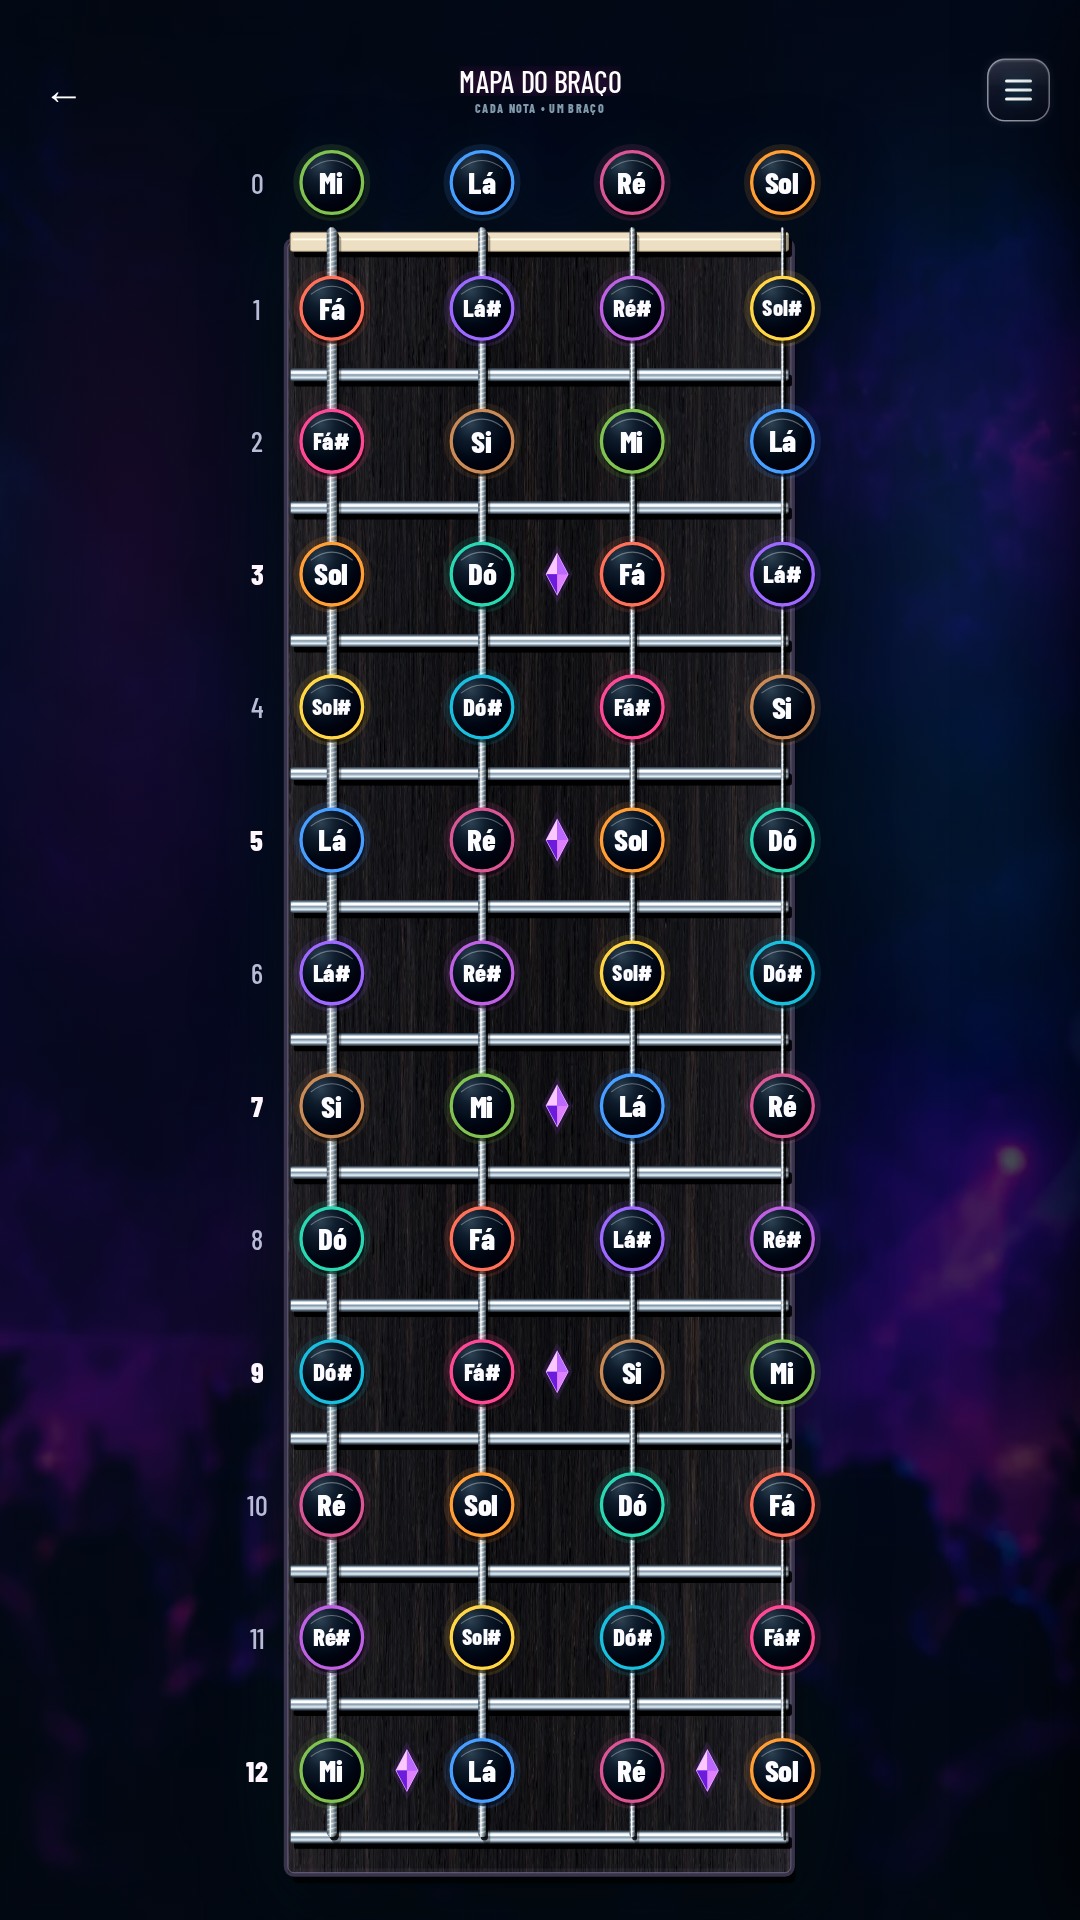 ←
MAPA DO BRAÇO
CADA NOTA • UM BRAÇO
0 Mi Lá Ré Sol
1 Fá Lá# Ré# Sol#
2 Fá# Si Mi Lá
3 Sol Dó Fá Lá#
4 Sol# Dó# Fá# Si
5 Lá Ré Sol Dó
6 Lá# Ré# Sol# Dó#
7 Si Mi Lá Ré
8 Dó Fá Lá# Ré#
9 Dó# Fá# Si Mi
10 Ré Sol Dó Fá
11 Ré# Sol# Dó# Fá#
12 Mi Lá Ré Sol